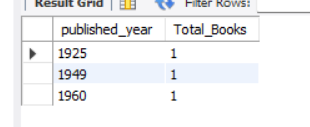 Result Grid Filter Rows:
published_year Total_Books
1925 1
1949 1
1960 1